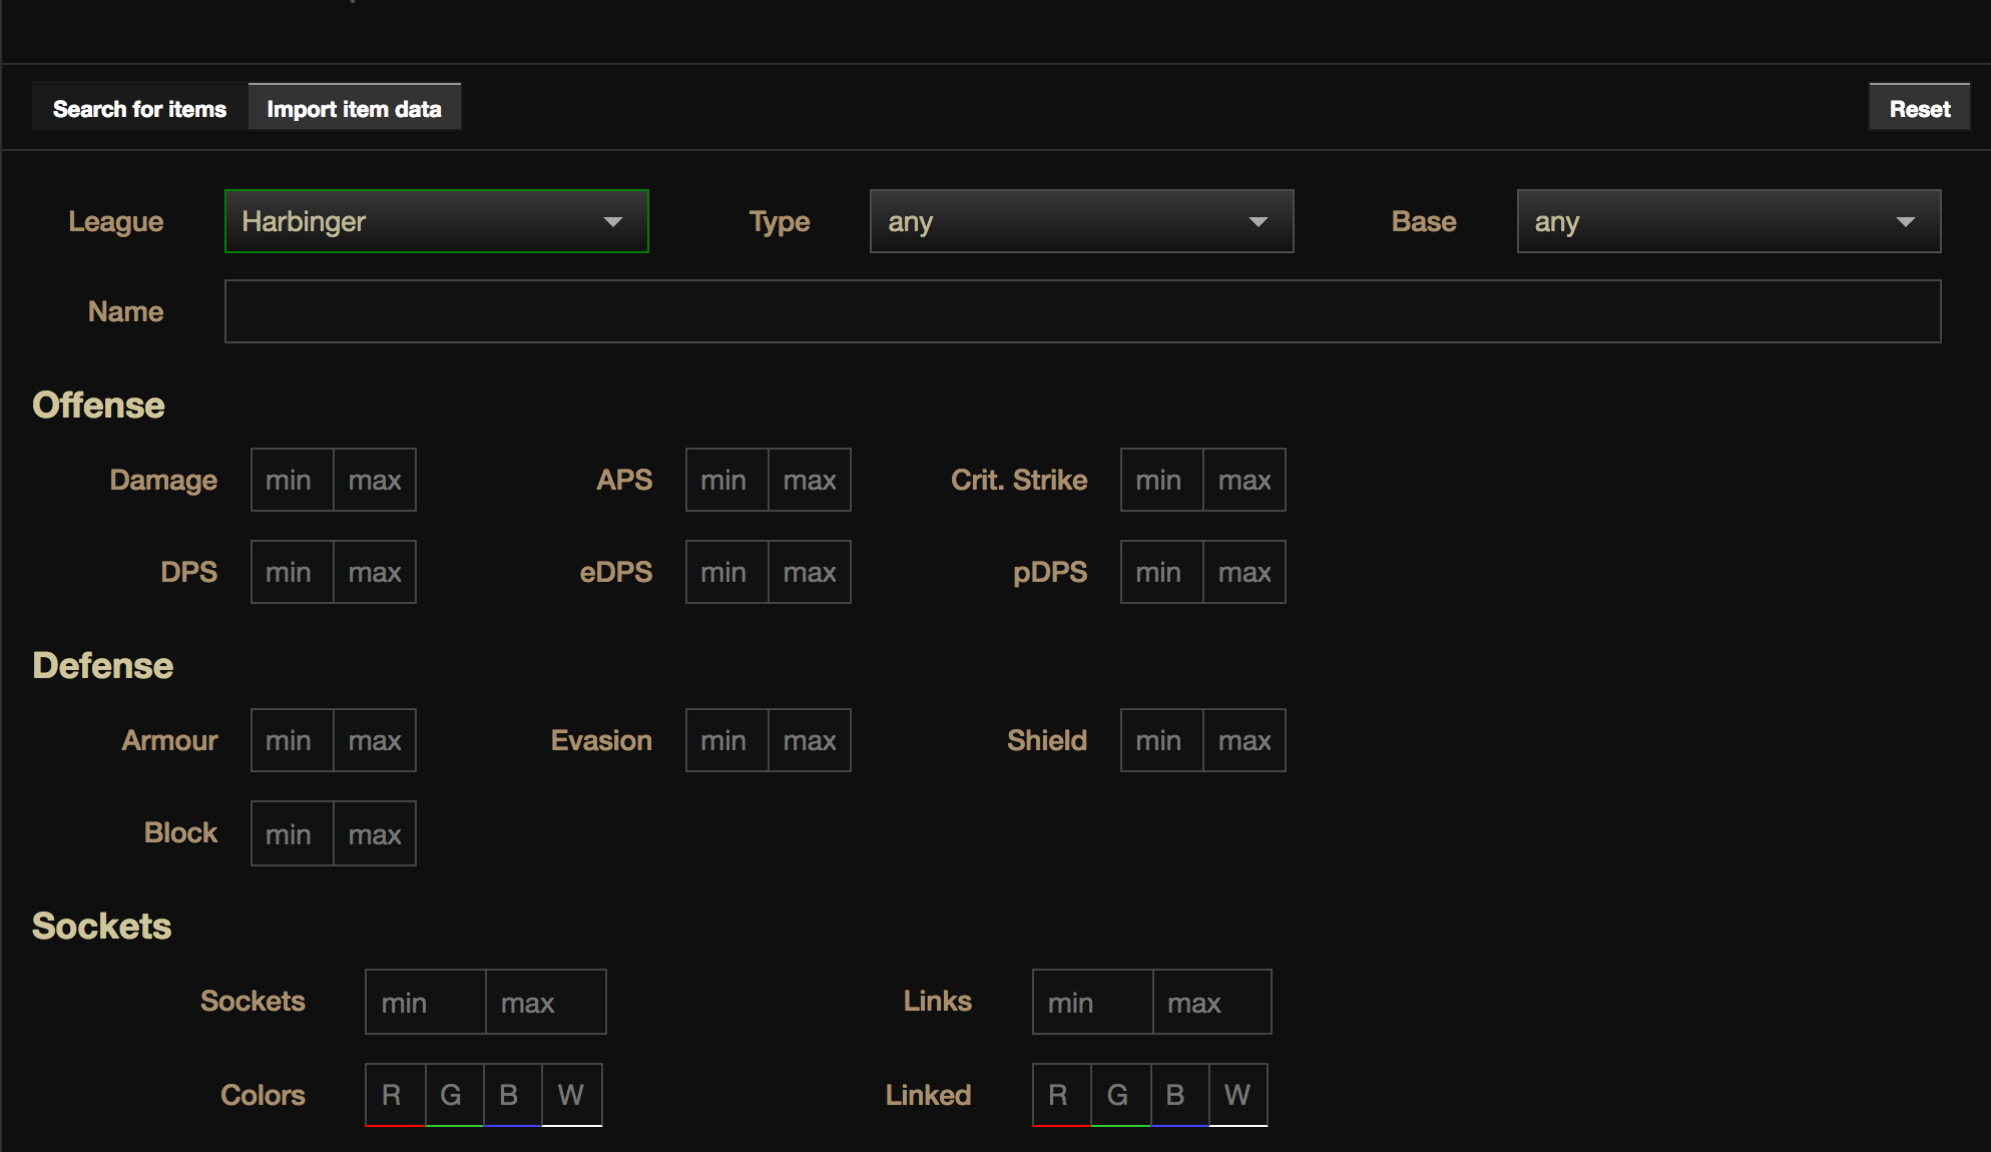 Search for items Import item data Reset
League Harbinger Type any Base any
Name
Offense
Damage min max APS min max Crit. Strike min max
DPS min max eDPS min max pDPS min max
Defense
Armour min max Evasion min max Shield min max
Block min max
Sockets
Sockets min max Links min max
Colors R G B W Linked R G B W